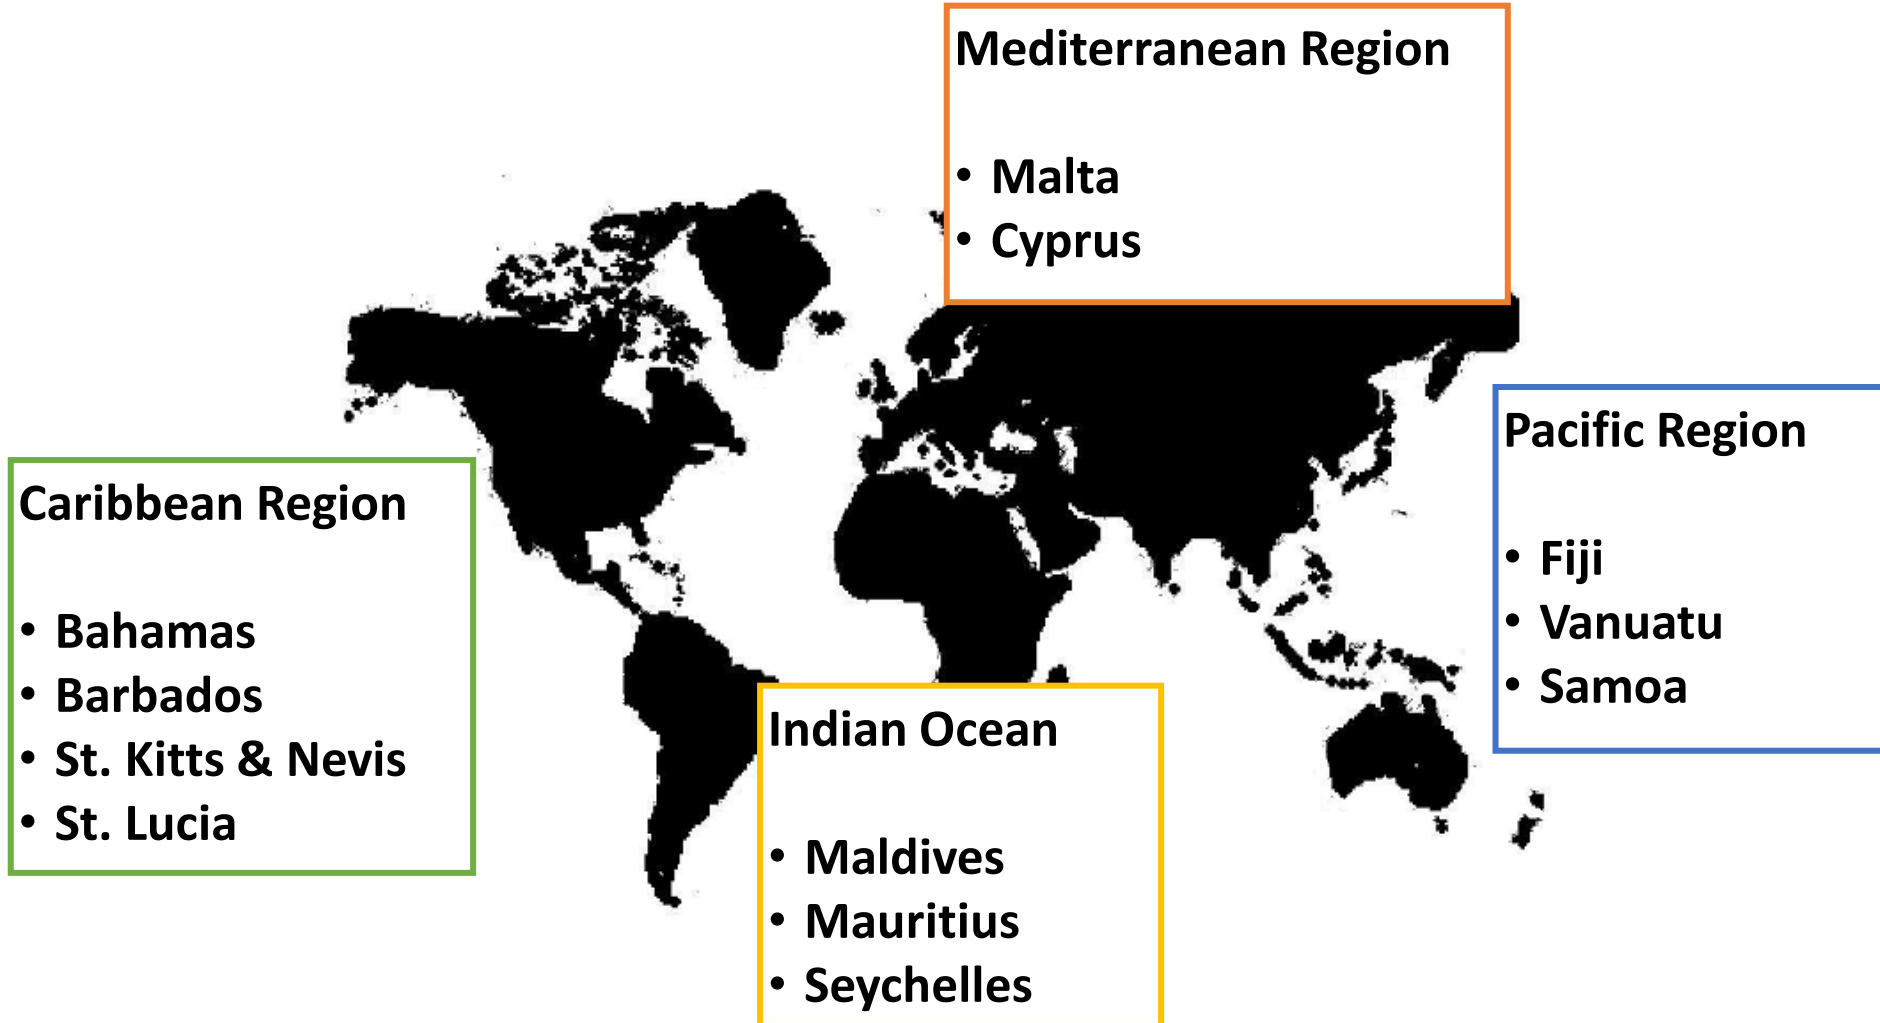 Mediterranean Region
• Malta
• Cyprus
Pacific Region
• Fiji
• Vanuatu
• Samoa
Caribbean Region
• Bahamas
• Barbados
• St. Kitts & Nevis
• St. Lucia
Indian Ocean
• Maldives
• Mauritius
• Seychelles